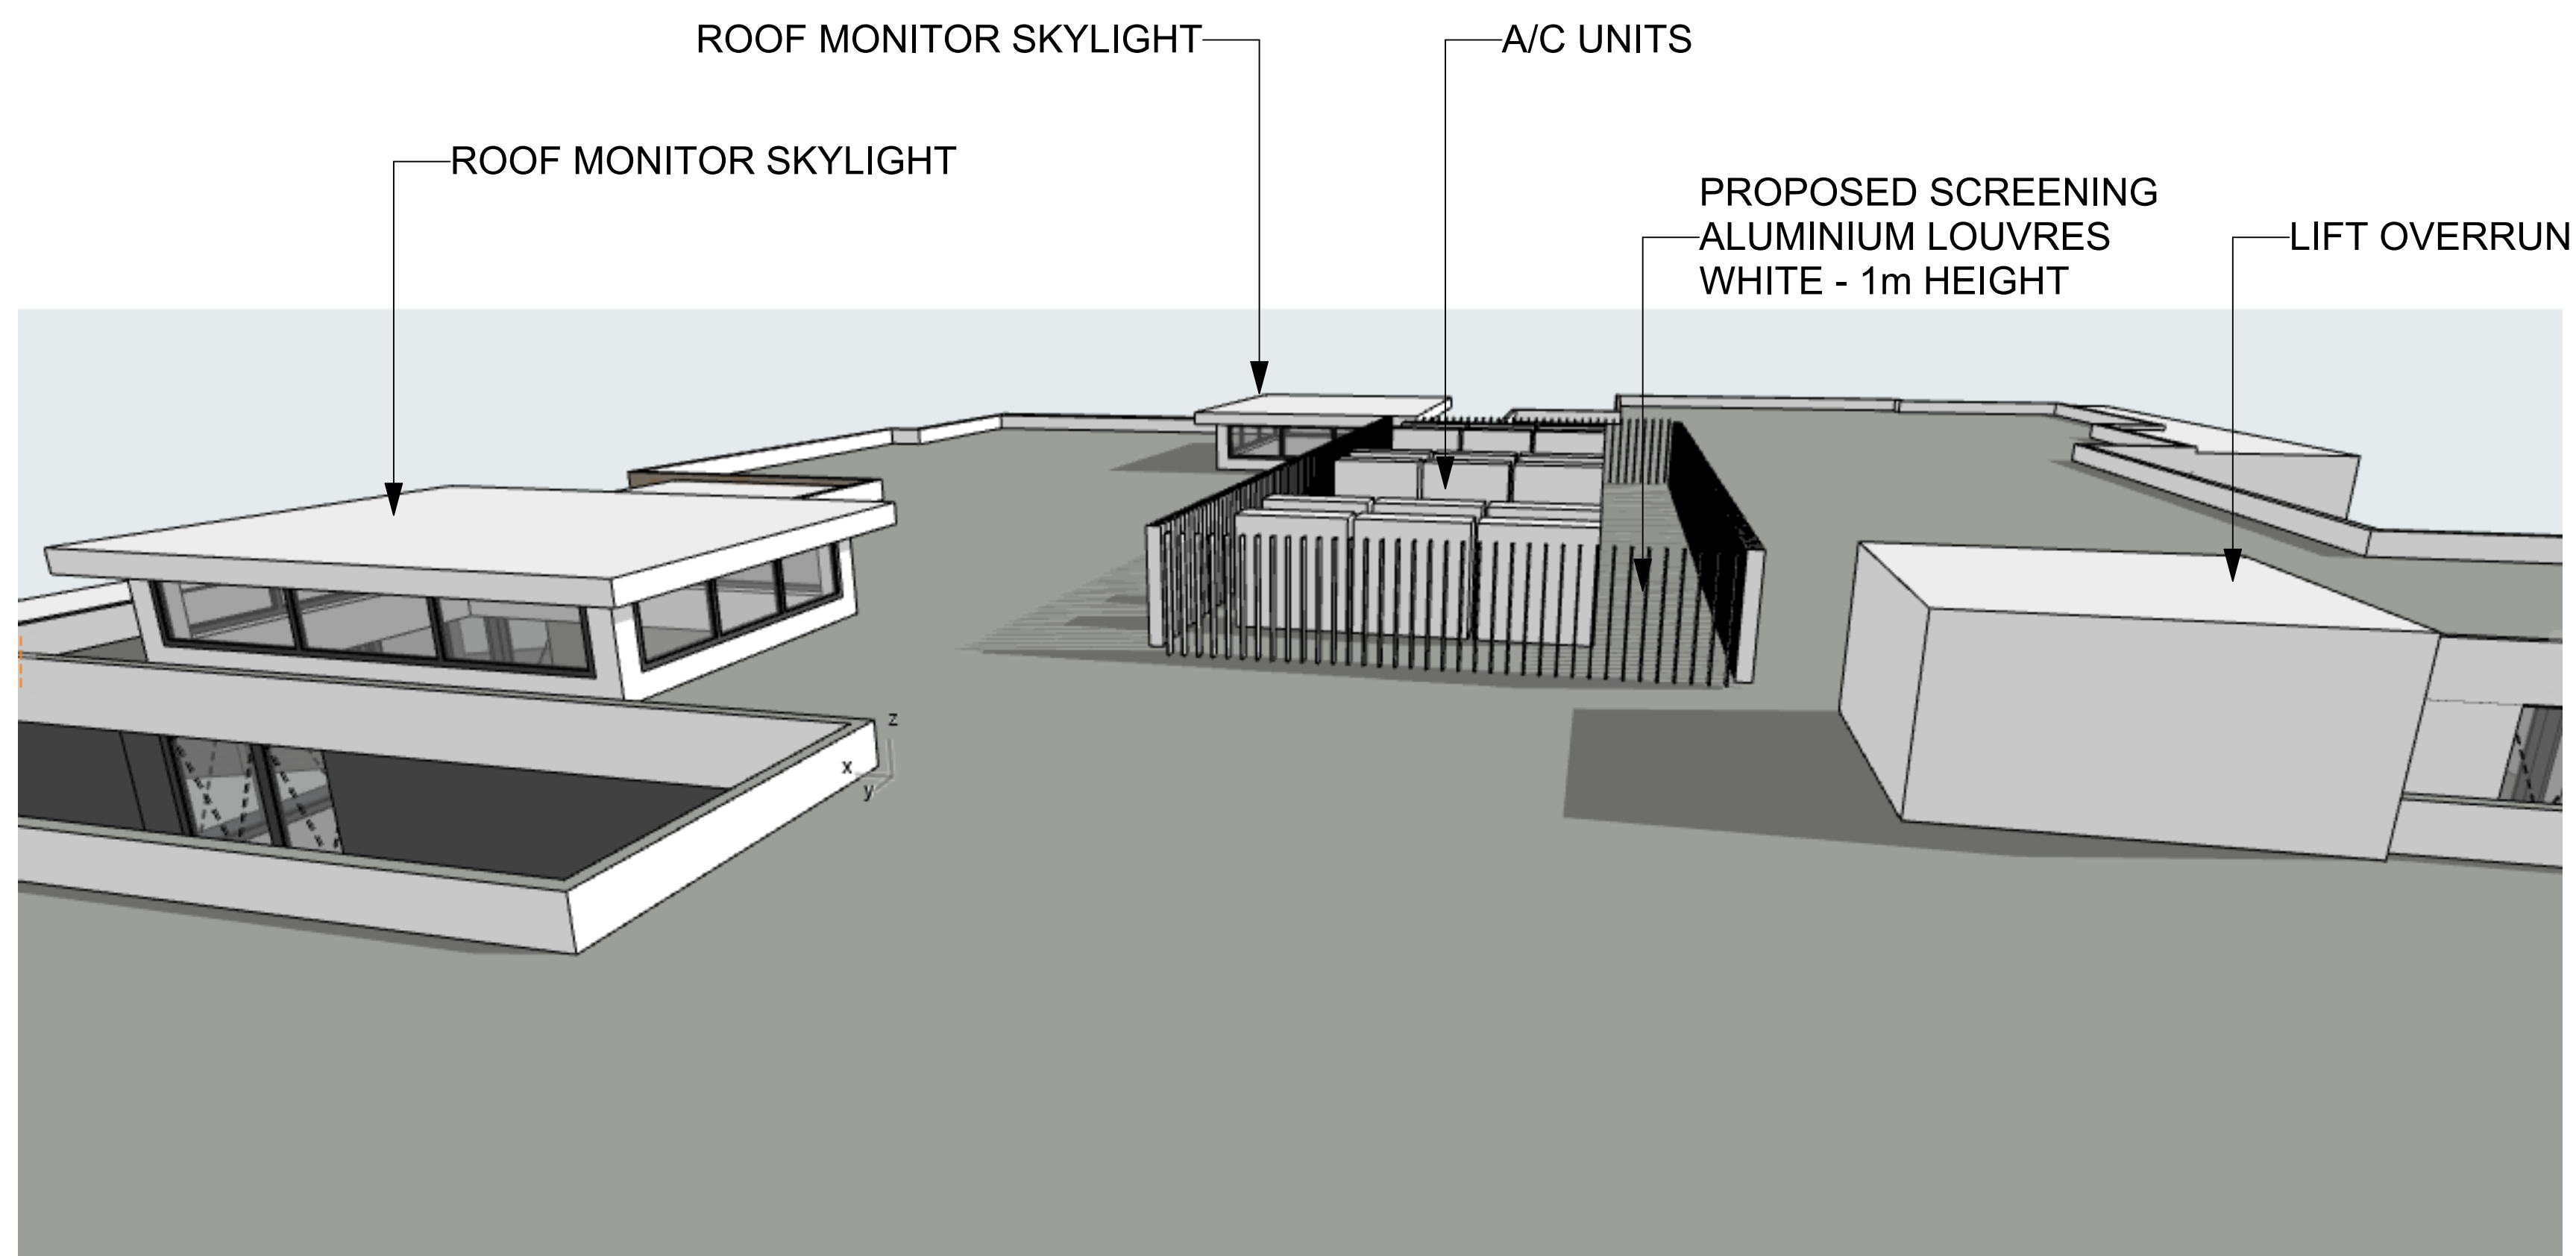 ROOF MONITOR SKYLIGHT
A/C UNITS
ROOF MONITOR SKYLIGHT
PROPOSED SCREENING
ALUMINIUM LOUVRES
WHITE - 1m HEIGHT
LIFT OVERRUN
z
x
y